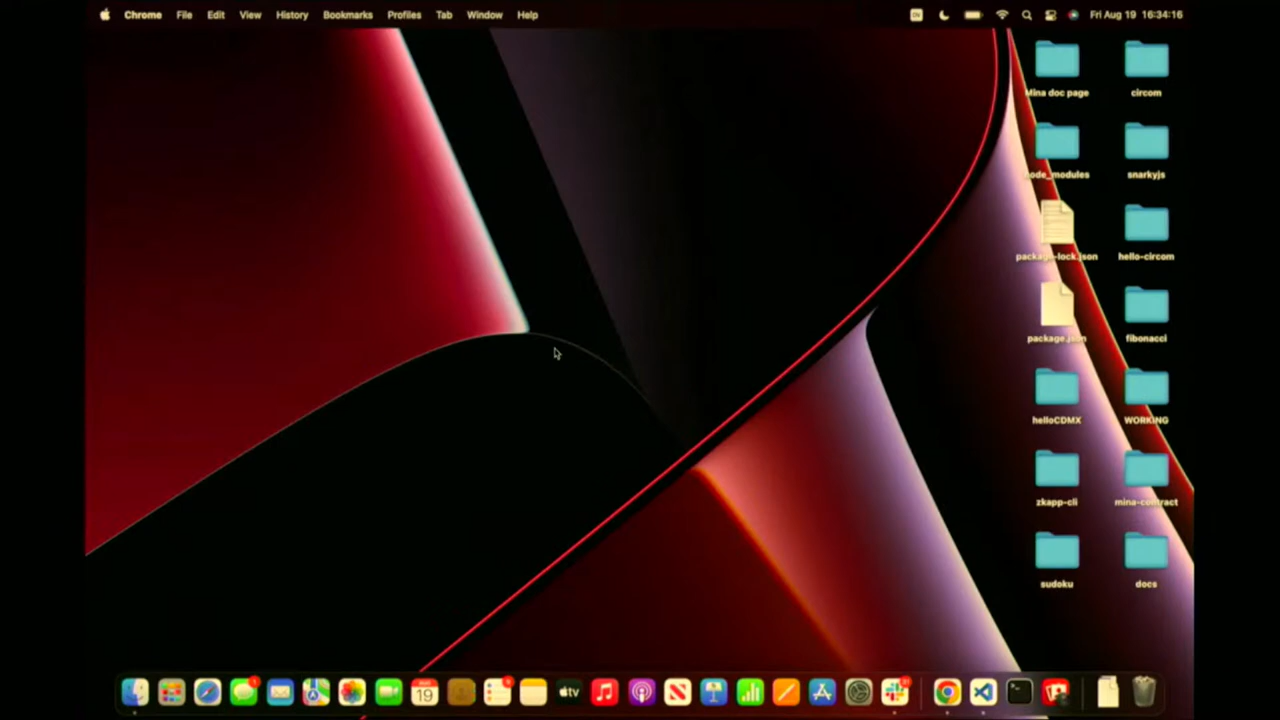 Chrome File Edit View History Bookmarks Profiles Tab Window Help Fri Aug 19 16:34:16
Mina doc page circom
node_modules snarkyjs
package-lock.json hello-circom
package.json fibonacci
helloCDMX WORKING
zkapp-cli mina-contract
sudoku docs
tv
19